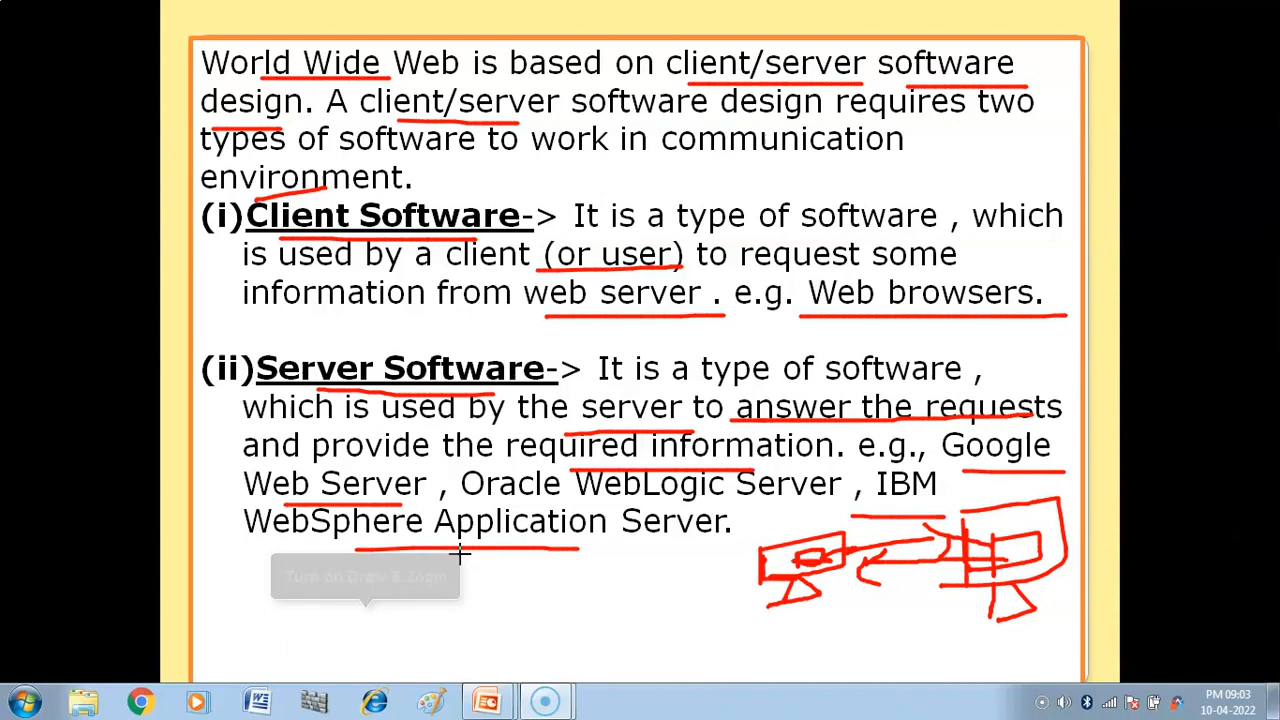 World Wide Web is based on client/server software
design. A client/server software design requires two
types of software to work in communication
environment.
(i)Client Software-> It is a type of software , which
is used by a client (or user) to request some
information from web server . e.g. Web browsers.
(ii)Server Software-> It is a type of software ,
which is used by the server to answer the requests
and provide the required information. e.g., Google
Web Server , Oracle WebLogic Server , IBM
WebSphere Application Server.
Turn on Draw & Zoom
PM 09:03
10-04-2022